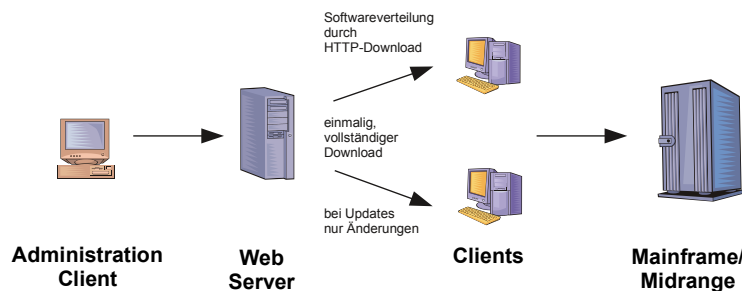 Softwareverteilung
durch
HTTP-Download
einmalig,
vollständiger
Download
bei Updates
nur Änderungen
Administration
Client
Web
Server
Clients
Mainframe/
Midrange